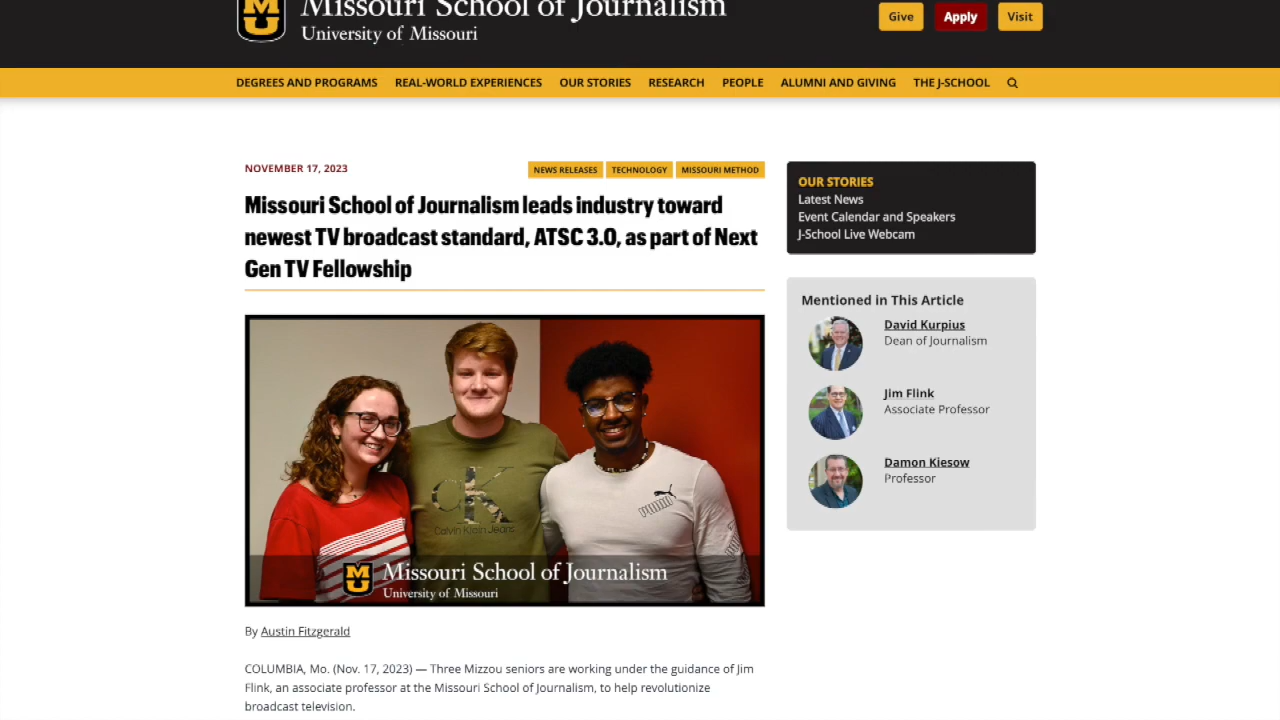 Missouri School of Journalism
University of Missouri
Give
Apply
Visit
DEGREES AND PROGRAMS
REAL-WORLD EXPERIENCES
OUR STORIES
RESEARCH
PEOPLE
ALUMNI AND GIVING
THE J-SCHOOL
NOVEMBER 17, 2023
NEWS RELEASES
TECHNOLOGY
MISSOURI METHOD
Missouri School of Journalism leads industry toward
newest TV broadcast standard, ATSC 3.0, as part of Next
Gen TV Fellowship
CK
Calvin Klein Jeans
Missouri School of Journalism
University of Missouri
By Austin Fitzgerald
COLUMBIA, Mo. (Nov. 17, 2023) — Three Mizzou seniors are working under the guidance of Jim
Flink, an associate professor at the Missouri School of Journalism, to help revolutionize
broadcast television.
OUR STORIES
Latest News
Event Calendar and Speakers
J-School Live Webcam
Mentioned in This Article
David Kurpius
Dean of Journalism
Jim Flink
Associate Professor
Damon Kiesow
Professor